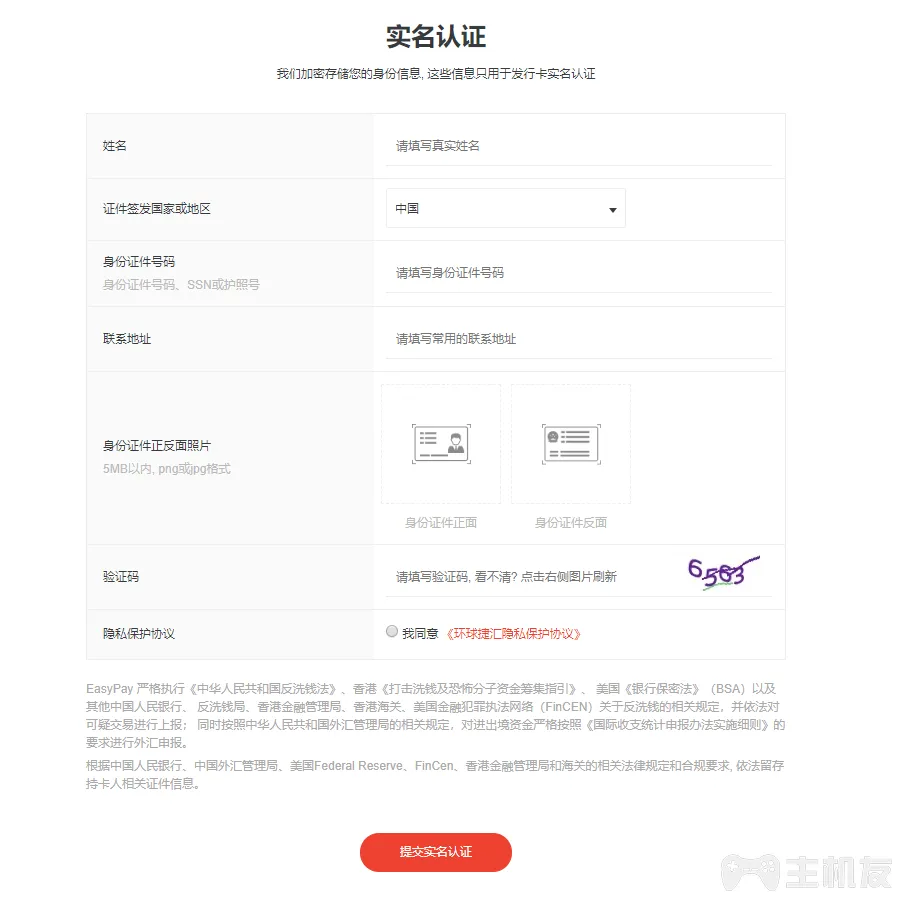 实名认证
我们加密存储您的身份信息, 这些信息只用于发行卡实名认证
姓名
请填写真实姓名
证件签发国家或地区
中国
身份证件号码
身份证件号码、SSN或护照号
请填写身份证件号码
联系地址
请填写常用的联系地址
身份证件正反面照片
5MB以内, png或jpg格式
身份证件正面
身份证件反面
验证码
请填写验证码, 看不清? 点击右侧图片刷新
6563
隐私保护协议
我同意 《环球捷汇隐私保护协议》
EasyPay 严格执行《中华人民共和国反洗钱法》、香港《打击洗钱及恐怖分子资金筹集指引》、 美国《银行保密法》（BSA）以及
其他中国人民银行、 反洗钱局、香港金融管理局、香港海关、美国金融犯罪执法网络（FinCEN）关于反洗钱的相关规定，并依法对
可疑交易进行上报； 同时按照中华人民共和国外汇管理局的相关规定，对进出境资金严格按照《国际收支统计申报办法实施细则》的
要求进行外汇申报。
根据中国人民银行、中国外汇管理局、美国Federal Reserve、FinCen、香港金融管理局和海关的相关法律规定和合规要求, 依法留存
持卡人相关证件信息。
提交实名认证
主机友